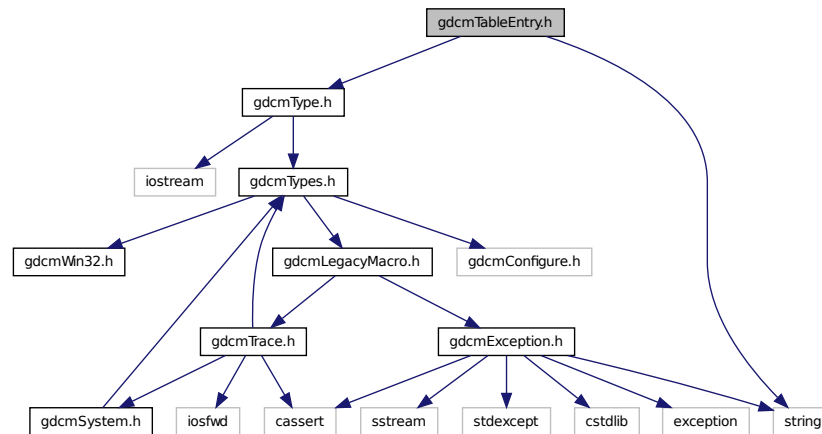 gdcmTableEntry.h
gdcmType.h
iostream
gdcmTypes.h
gdcmWin32.h
gdcmLegacyMacro.h
gdcmConfigure.h
gdcmTrace.h
gdcmException.h
gdcmSystem.h
iosfwd
cassert
sstream
stdexcept
cstdlib
exception
string